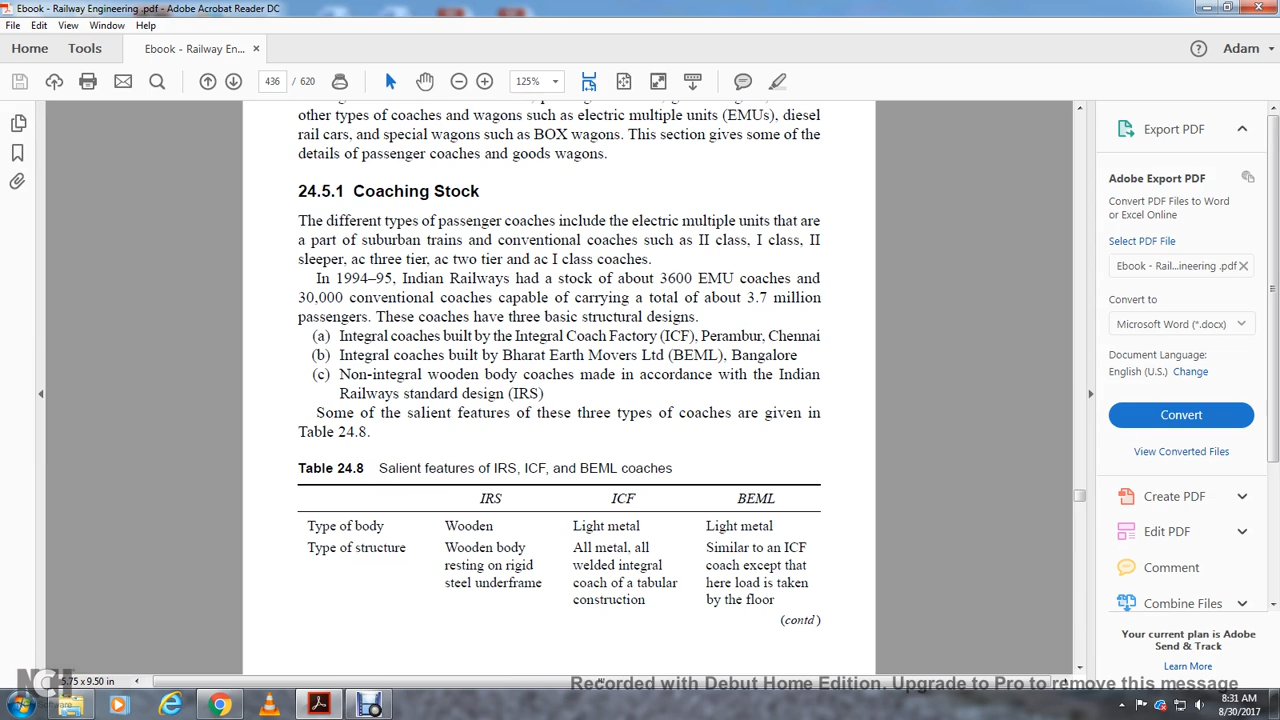 Ebook - Railway Engineering .pdf - Adobe Acrobat Reader DC
File Edit View Window Help
Home Tools Ebook - Railway En... × Adam
436 / 620 125%
other types of coaches and wagons such as electric multiple units (EMUs), diesel
rail cars, and special wagons such as BOX wagons. This section gives some of the
details of passenger coaches and goods wagons.
24.5.1 Coaching Stock
The different types of passenger coaches include the electric multiple units that are
a part of suburban trains and conventional coaches such as II class, I class, II
sleeper, ac three tier, ac two tier and ac I class coaches.
In 1994–95, Indian Railways had a stock of about 3600 EMU coaches and
30,000 conventional coaches capable of carrying a total of about 3.7 million
passengers. These coaches have three basic structural designs.
(a) Integral coaches built by the Integral Coach Factory (ICF), Perambur, Chennai
(b) Integral coaches built by Bharat Earth Movers Ltd (BEML), Bangalore
(c) Non-integral wooden body coaches made in accordance with the Indian
Railways standard design (IRS)
Some of the salient features of these three types of coaches are given in
Table 24.8.
Table 24.8 Salient features of IRS, ICF, and BEML coaches
IRS ICF BEML
Type of body Wooden Light metal Light metal
Type of structure Wooden body All metal, all Similar to an ICF
resting on rigid welded integral coach except that
steel underframe coach of a tabular here load is taken
construction by the floor
(contd)
5.75 x 9.50 in
Export PDF
Adobe Export PDF
Convert PDF Files to Word
or Excel Online
Select PDF File
Ebook - Rail...ineering .pdf ×
Convert to
Microsoft Word (*.docx)
Document Language:
English (U.S.) Change
Convert
View Converted Files
Create PDF
Edit PDF
Comment
Combine Files
Your current plan is Adobe
Send & Track
Learn More
NCH
Software
Recorded with Debut Home Edition. Upgrade to Pro to remove this message
8:31 AM
8/30/2017